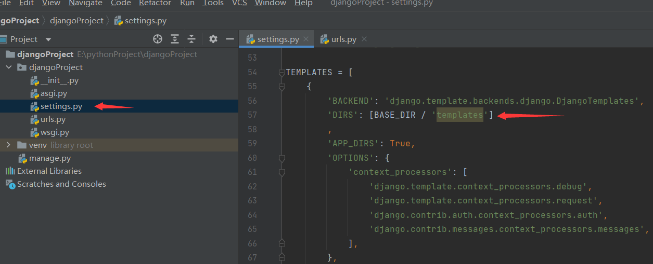 File Edit View Navigate Code Refactor Run Tools VCS Window Help djangoProject - settings.py
goProject djangoProject settings.py
Project
settings.py urls.py
djangoProject E:\pythonProject\djangoProject
djangoProject
__init__.py
asgi.py
settings.py
urls.py
wsgi.py
venv library root
manage.py
External Libraries
Scratches and Consoles
53
54 TEMPLATES = [
55 {
56 'BACKEND': 'django.template.backends.django.DjangoTemplates',
57 'DIRS': [BASE_DIR / 'templates']
58 ,
59 'APP_DIRS': True,
60 'OPTIONS': {
61 'context_processors': [
62 'django.template.context_processors.debug',
63 'django.template.context_processors.request',
64 'django.contrib.auth.context_processors.auth',
65 'django.contrib.messages.context_processors.messages',
66 ],
67 },